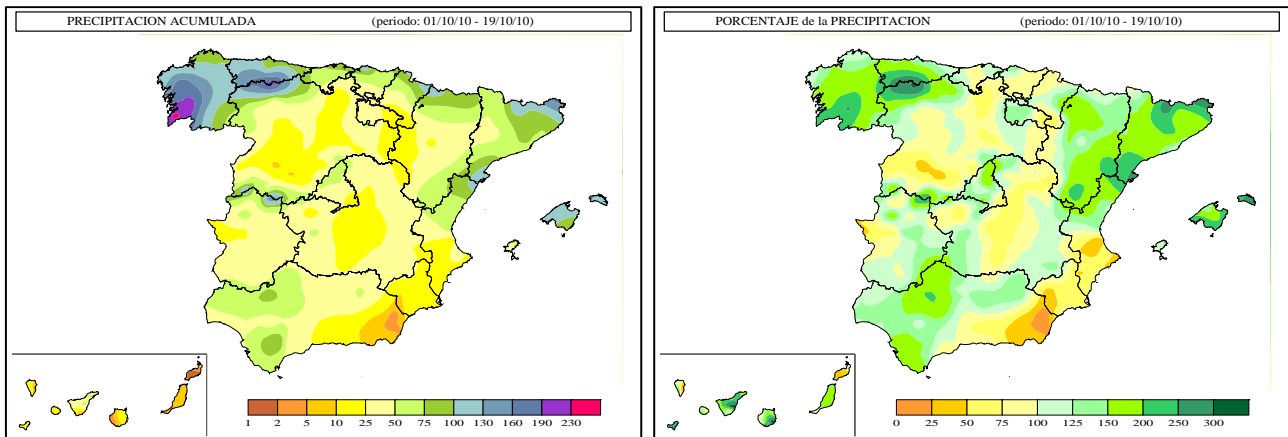 PRECIPITACION ACUMULADA (periodo: 01/10/10 - 19/10/10)
1 2 5 10 25 50 75 100 130 160 190 230
PORCENTAJE de la PRECIPITACION (periodo: 01/10/10 - 19/10/10)
0 25 50 75 100 125 150 200 250 300